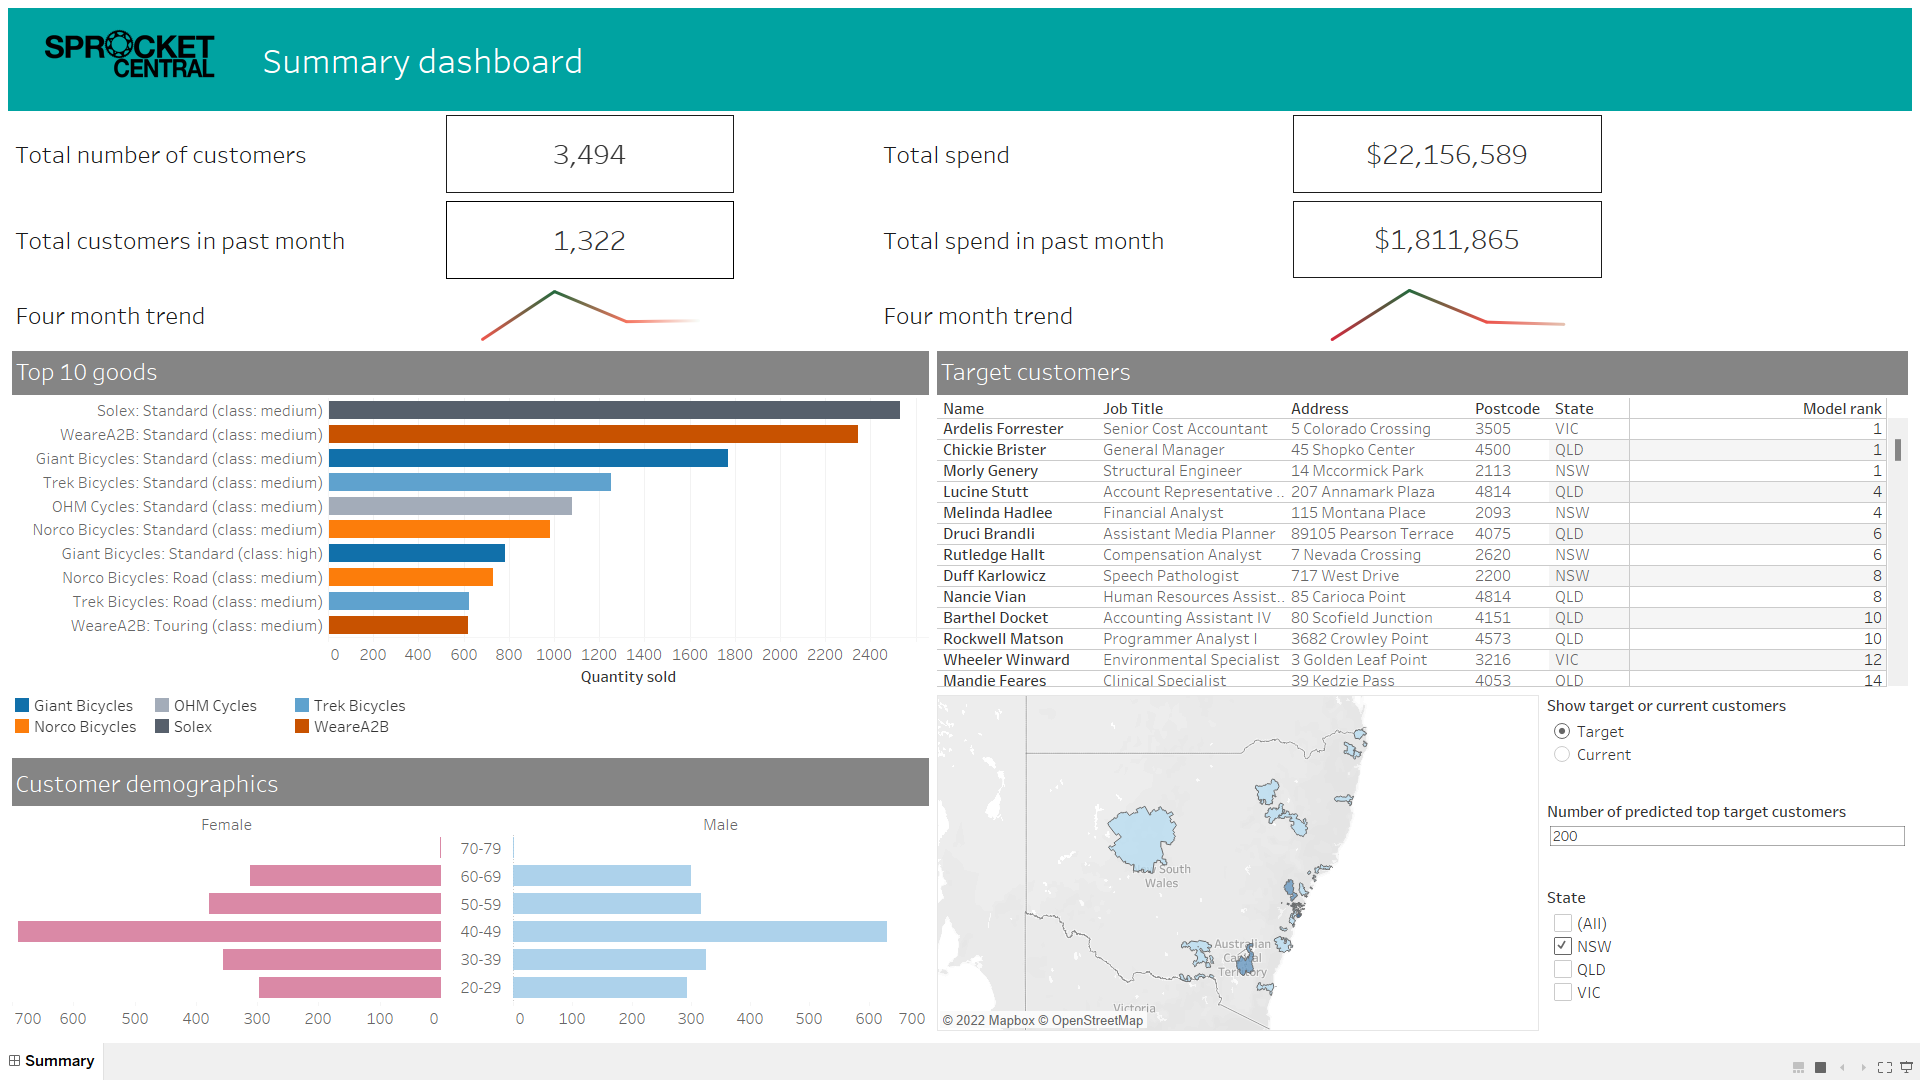 SPROCKET
CENTRAL
Summary dashboard
Total number of customers
3,494
Total spend
$22,156,589
Total customers in past month
1,322
Total spend in past month
$1,811,865
Four month trend
Four month trend
Top 10 goods
Solex: Standard (class: medium)
WeareA2B: Standard (class: medium)
Giant Bicycles: Standard (class: medium)
Trek Bicycles: Standard (class: medium)
OHM Cycles: Standard (class: medium)
Norco Bicycles: Standard (class: medium)
Giant Bicycles: Standard (class: high)
Norco Bicycles: Road (class: medium)
Trek Bicycles: Road (class: medium)
WeareA2B: Touring (class: medium)
0 200 400 600 800 1000 1200 1400 1600 1800 2000 2200 2400
Quantity sold
Giant Bicycles OHM Cycles Trek Bicycles
Norco Bicycles Solex WeareA2B
Target customers
Name Job Title Address Postcode State Model rank
Ardelis Forrester Senior Cost Accountant 5 Colorado Crossing 3505 VIC 1
Chickie Brister General Manager 45 Shopko Center 4500 QLD 1
Morly Genery Structural Engineer 14 Mccormick Park 2113 NSW 1
Lucine Stutt Account Representative .. 207 Annamark Plaza 4814 QLD 4
Melinda Hadlee Financial Analyst 115 Montana Place 2093 NSW 4
Druci Brandli Assistant Media Planner 89105 Pearson Terrace 4075 QLD 6
Rutledge Hallt Compensation Analyst 7 Nevada Crossing 2620 NSW 6
Duff Karlowicz Speech Pathologist 717 West Drive 2200 NSW 8
Nancie Vian Human Resources Assist.. 85 Carioca Point 4814 QLD 8
Barthel Docket Accounting Assistant IV 80 Scofield Junction 4151 QLD 10
Rockwell Matson Programmer Analyst I 3682 Crowley Point 4573 QLD 10
Wheeler Winward Environmental Specialist 3 Golden Leaf Point 3216 VIC 12
Mandie Feares Clinical Specialist 39 Kedzie Pass 4053 QLD 14
Customer demographics
Female Male
70-79
60-69
50-59
40-49
30-39
20-29
700 600 500 400 300 200 100 0 0 100 200 300 400 500 600 700
South
Wales
Australian
Capital
Territory
Victoria
© 2022 Mapbox © OpenStreetMap
Show target or current customers
Target
Current
Number of predicted top target customers
200
State
(All)
NSW
QLD
VIC
Summary